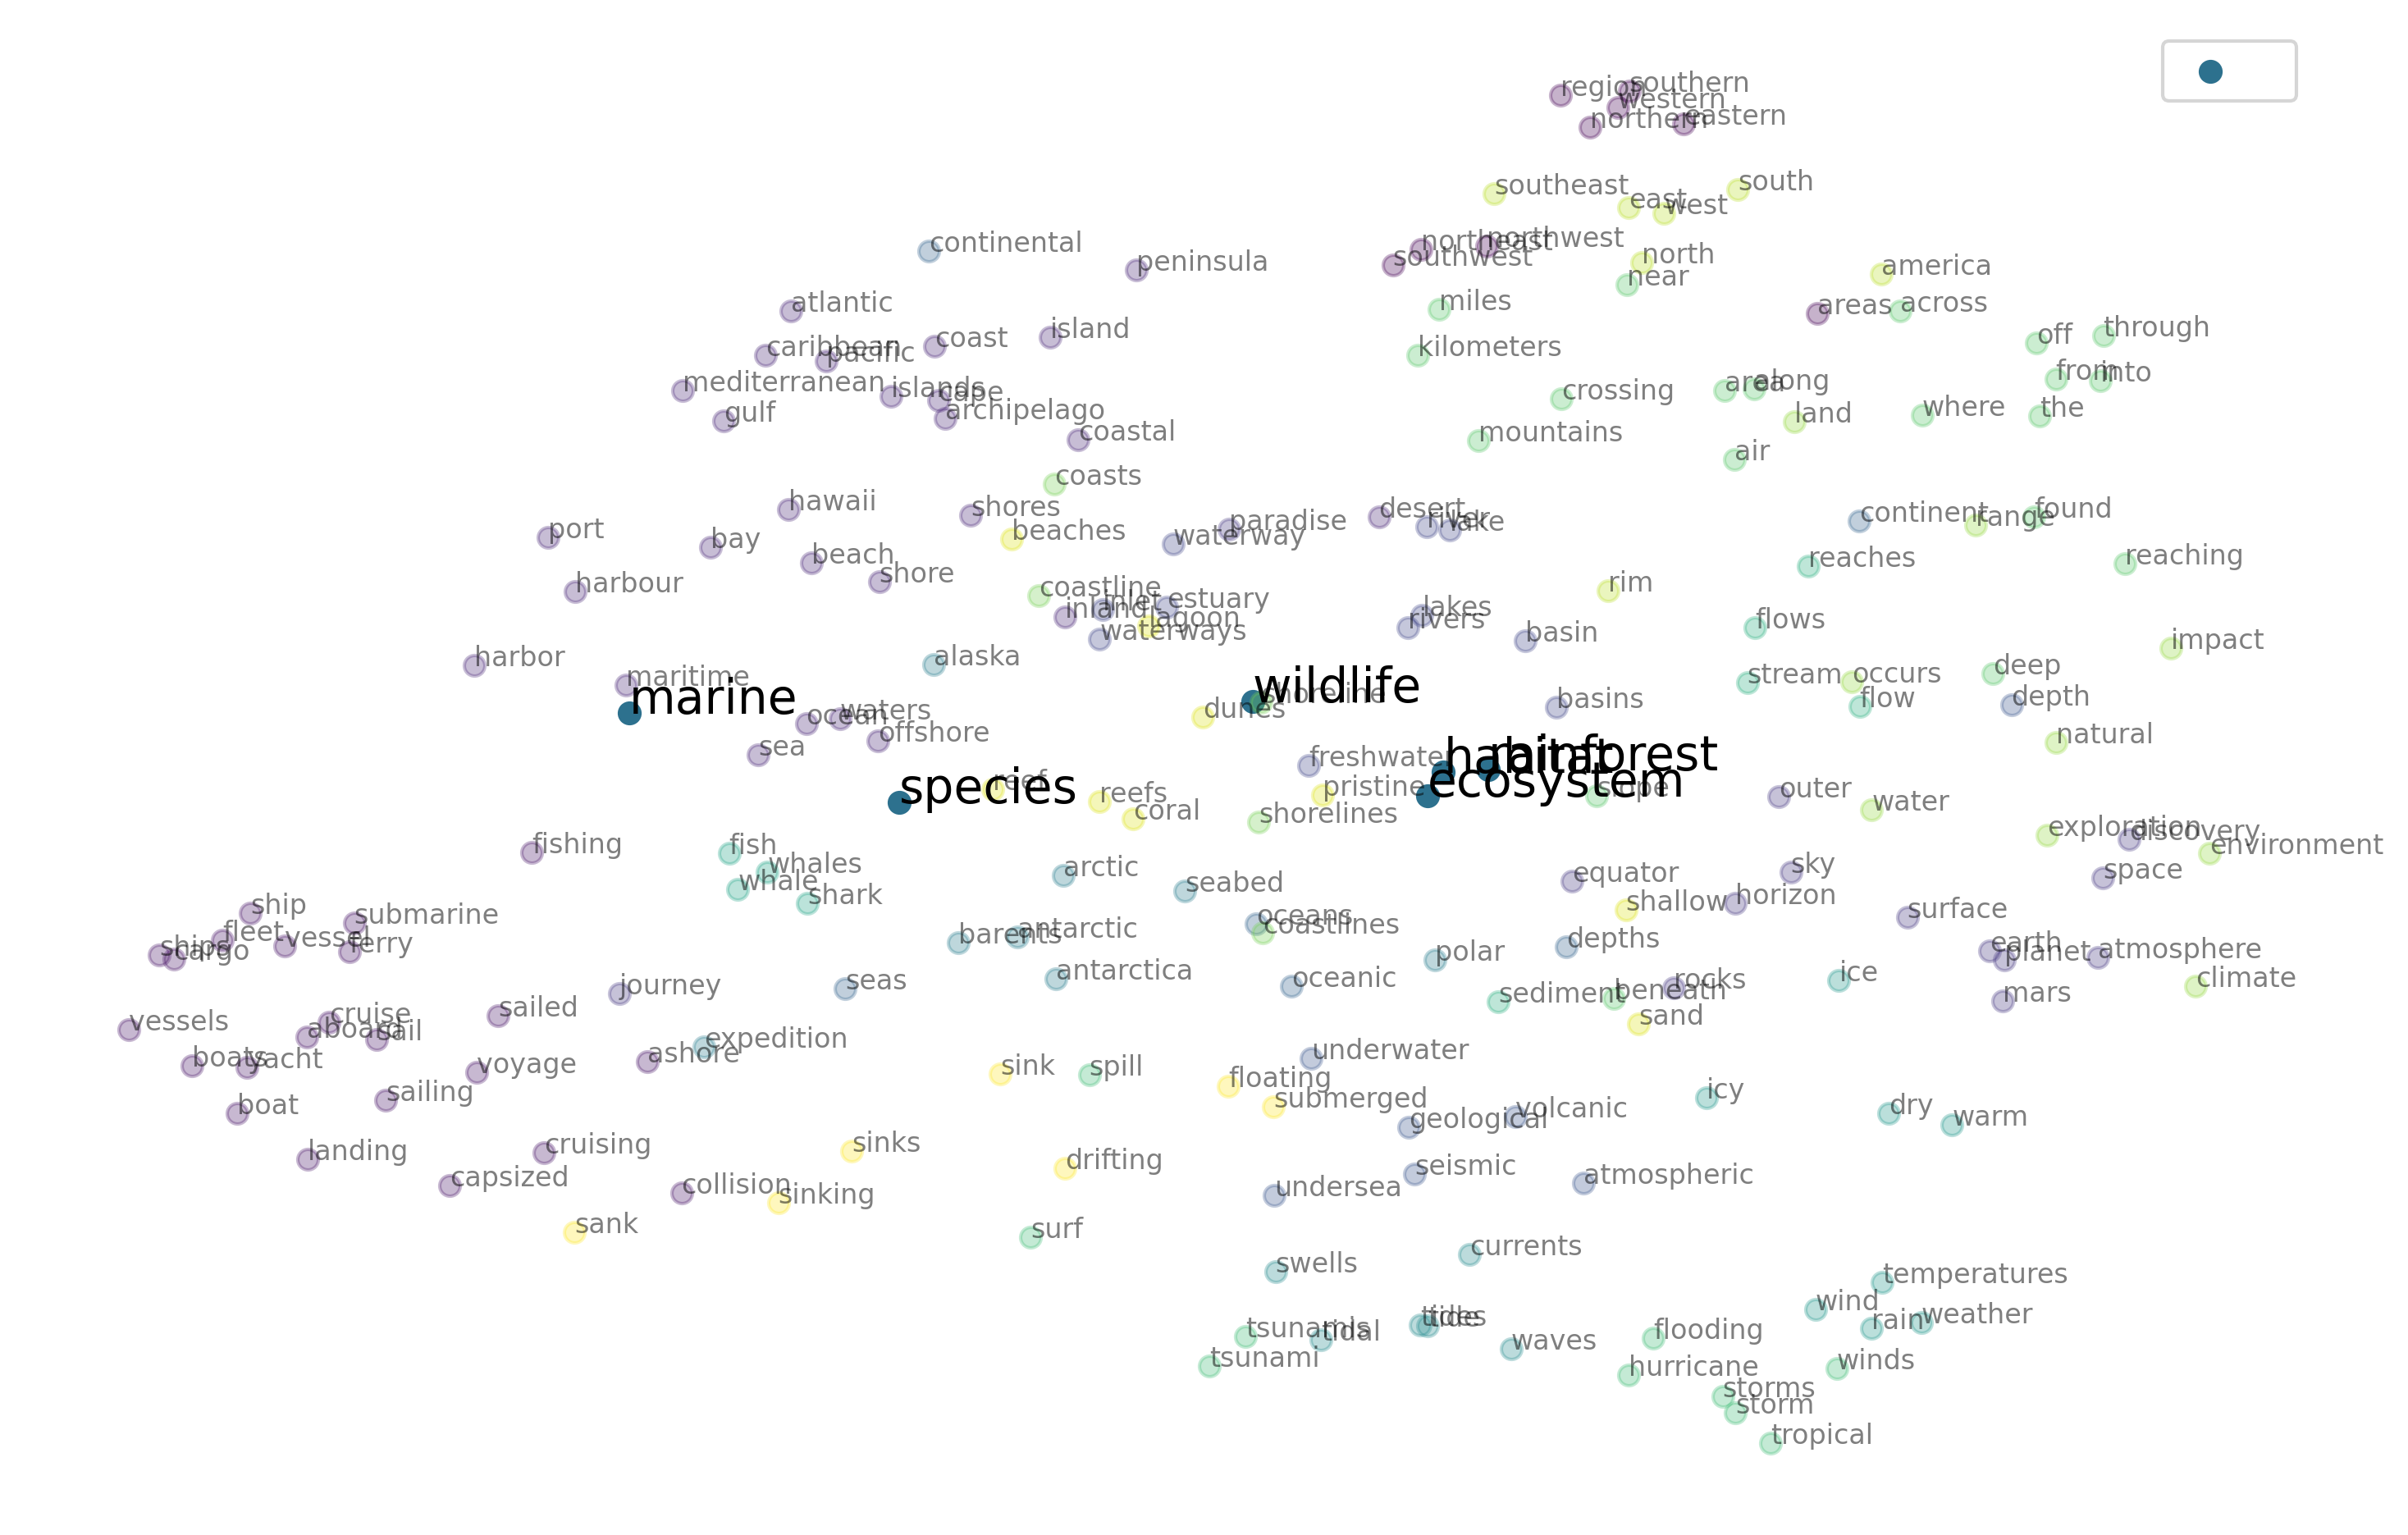 region
southern
western
northern
eastern
southeast
south
east
west
continental
northeast
northwest
peninsula
southwest
north
america
near
atlantic
miles
areas
across
island
coast
off
through
caribbean
pacific
kilometers
mediterranean
islands
cape
crossing
area
along
from
into
gulf
archipelago
land
where
the
coastal
mountains
air
coasts
hawaii
shores
desert
continent
range
found
port
bay
beaches
waterway
paradise
river
lake
beach
reaches
reaching
harbour
shore
coastline
rim
inland
inlet
estuary
lagoon
lakes
rivers
flows
waterways
basin
impact
harbor
alaska
maritime
marine
wildlife
shoreline
stream
occurs
deep
ocean
waters
dunes
basins
flow
depth
sea
offshore
natural
freshwater
habitat
rainforest
species
reef
reefs
pristine
ecosystem
slope
outer
coral
shorelines
water
fishing
fish
exploration
discovery
environment
whales
whale
arctic
seabed
equator
sky
space
shark
shallow
horizon
ship
submarine
oceans
coastlines
surface
fleet
vessel
ferry
barents
antarctic
depths
ships
cargo
polar
earth
planet
atmosphere
journey
seas
antarctica
oceanic
rocks
ice
climate
sediment
beneath
mars
vessels
cruise
sailed
sand
aboard
sail
expedition
boats
yacht
voyage
ashore
sink
spill
underwater
floating
boat
sailing
submerged
icy
geological
volcanic
dry
warm
landing
cruising
sinks
drifting
capsized
collision
sinking
undersea
seismic
atmospheric
sank
surf
currents
swells
temperatures
tsunamis
tidal
tides
tide
wind
rain
weather
tsunami
waves
flooding
hurricane
winds
storms
storm
tropical